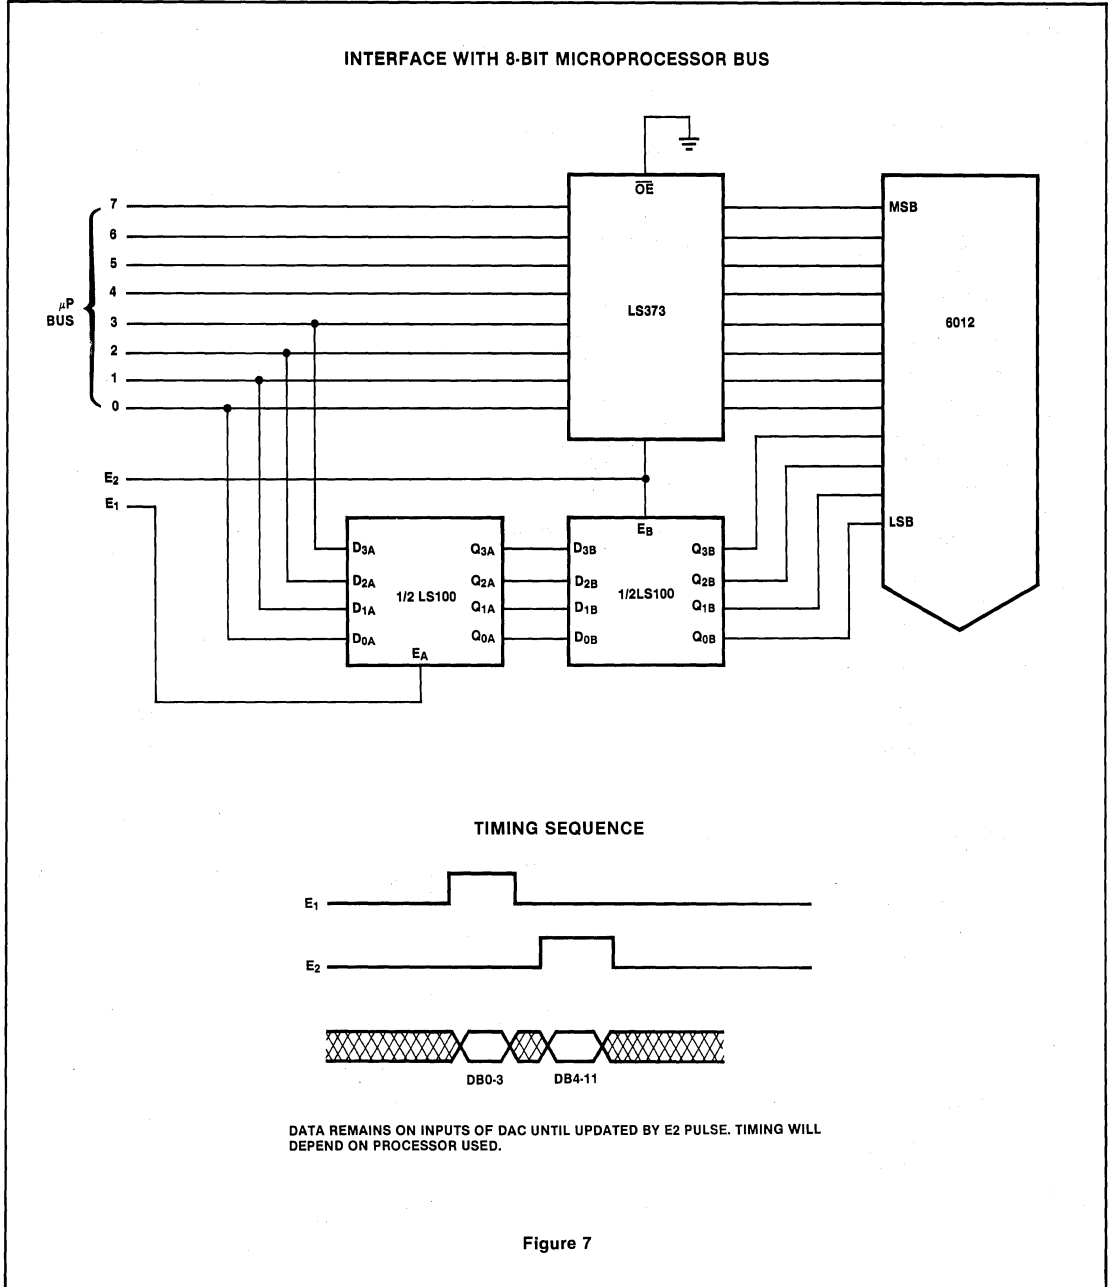 INTERFACE WITH 8-BIT MICROPROCESSOR BUS
OE
7
6
5
4
3
2
1
0
µP
BUS
LS373
MSB
6012
LSB
E2
E1
D3A
D2A
D1A
D0A
Q3A
Q2A
Q1A
Q0A
1/2 LS100
EA
EB
D3B
D2B
D1B
D0B
Q3B
Q2B
Q1B
Q0B
1/2LS100
TIMING SEQUENCE
E1
E2
DB0-3
DB4-11
DATA REMAINS ON INPUTS OF DAC UNTIL UPDATED BY E2 PULSE. TIMING WILL
DEPEND ON PROCESSOR USED.
Figure 7